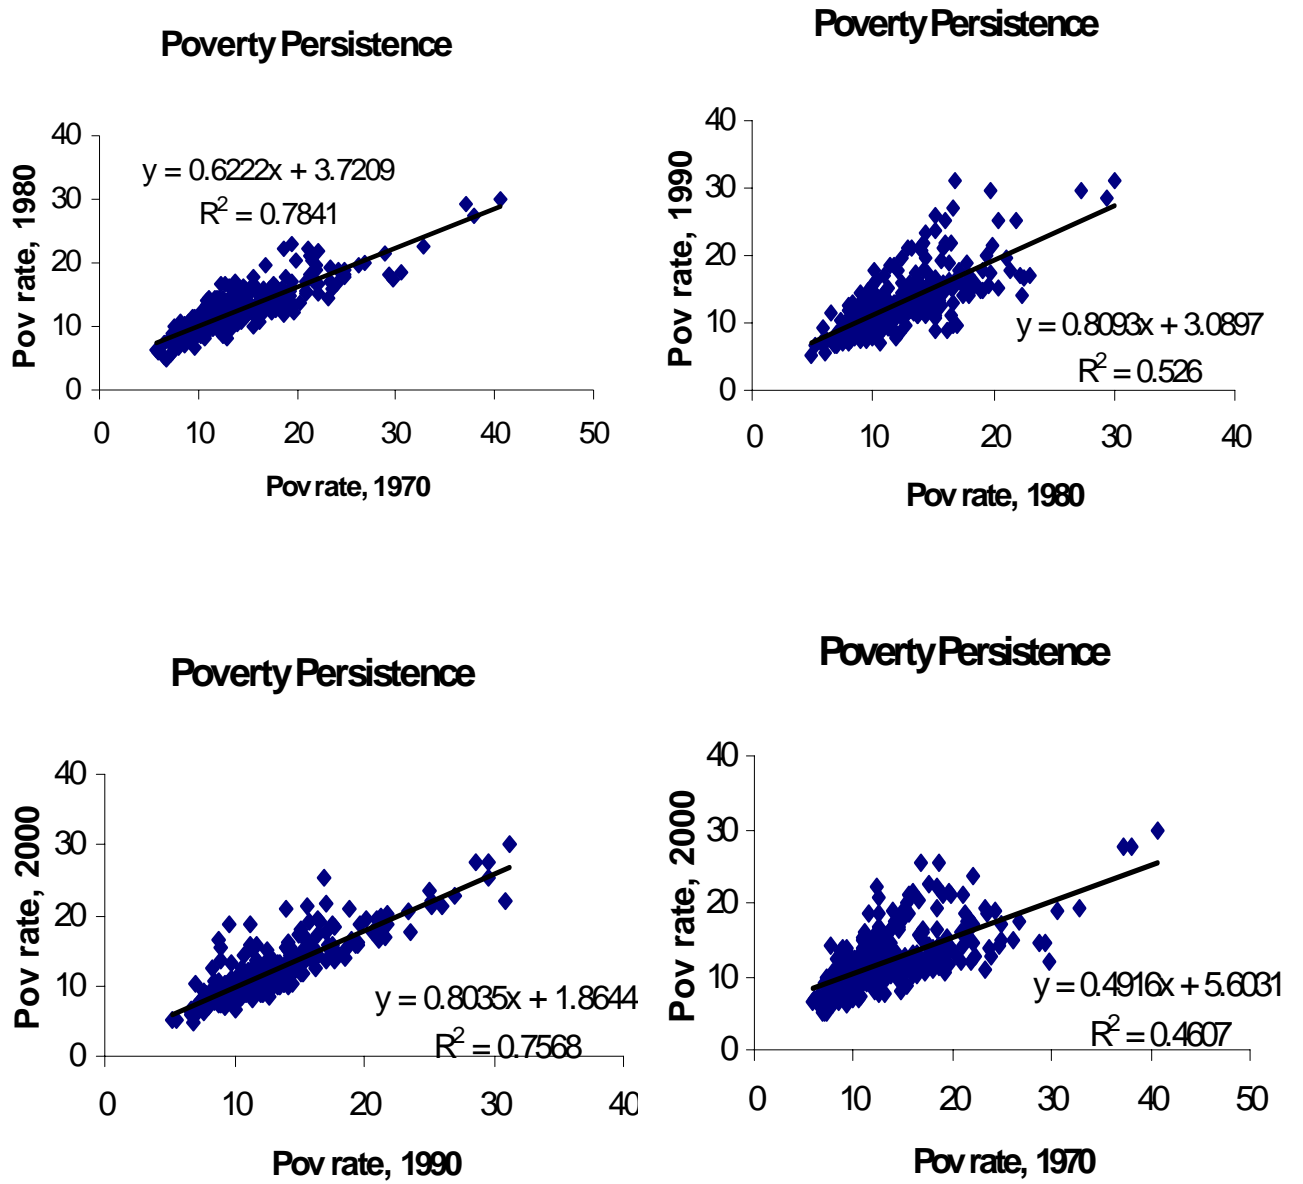 Poverty Persistence
40
30
20
10
0
Pov rate, 1980
y = 0.6222x + 3.7209
R² = 0.7841
0 10 20 30 40 50
Pov rate, 1970
Poverty Persistence
40
30
20
10
0
Pov rate, 1990
y = 0.8093x + 3.0897
R² = 0.526
0 10 20 30 40
Pov rate, 1980
Poverty Persistence
40
30
20
10
0
Pov rate, 2000
y = 0.8035x + 1.8644
R² = 0.7568
0 10 20 30 40
Pov rate, 1990
Poverty Persistence
40
30
20
10
0
Pov rate, 2000
y = 0.4916x + 5.6031
R² = 0.4607
0 10 20 30 40 50
Pov rate, 1970